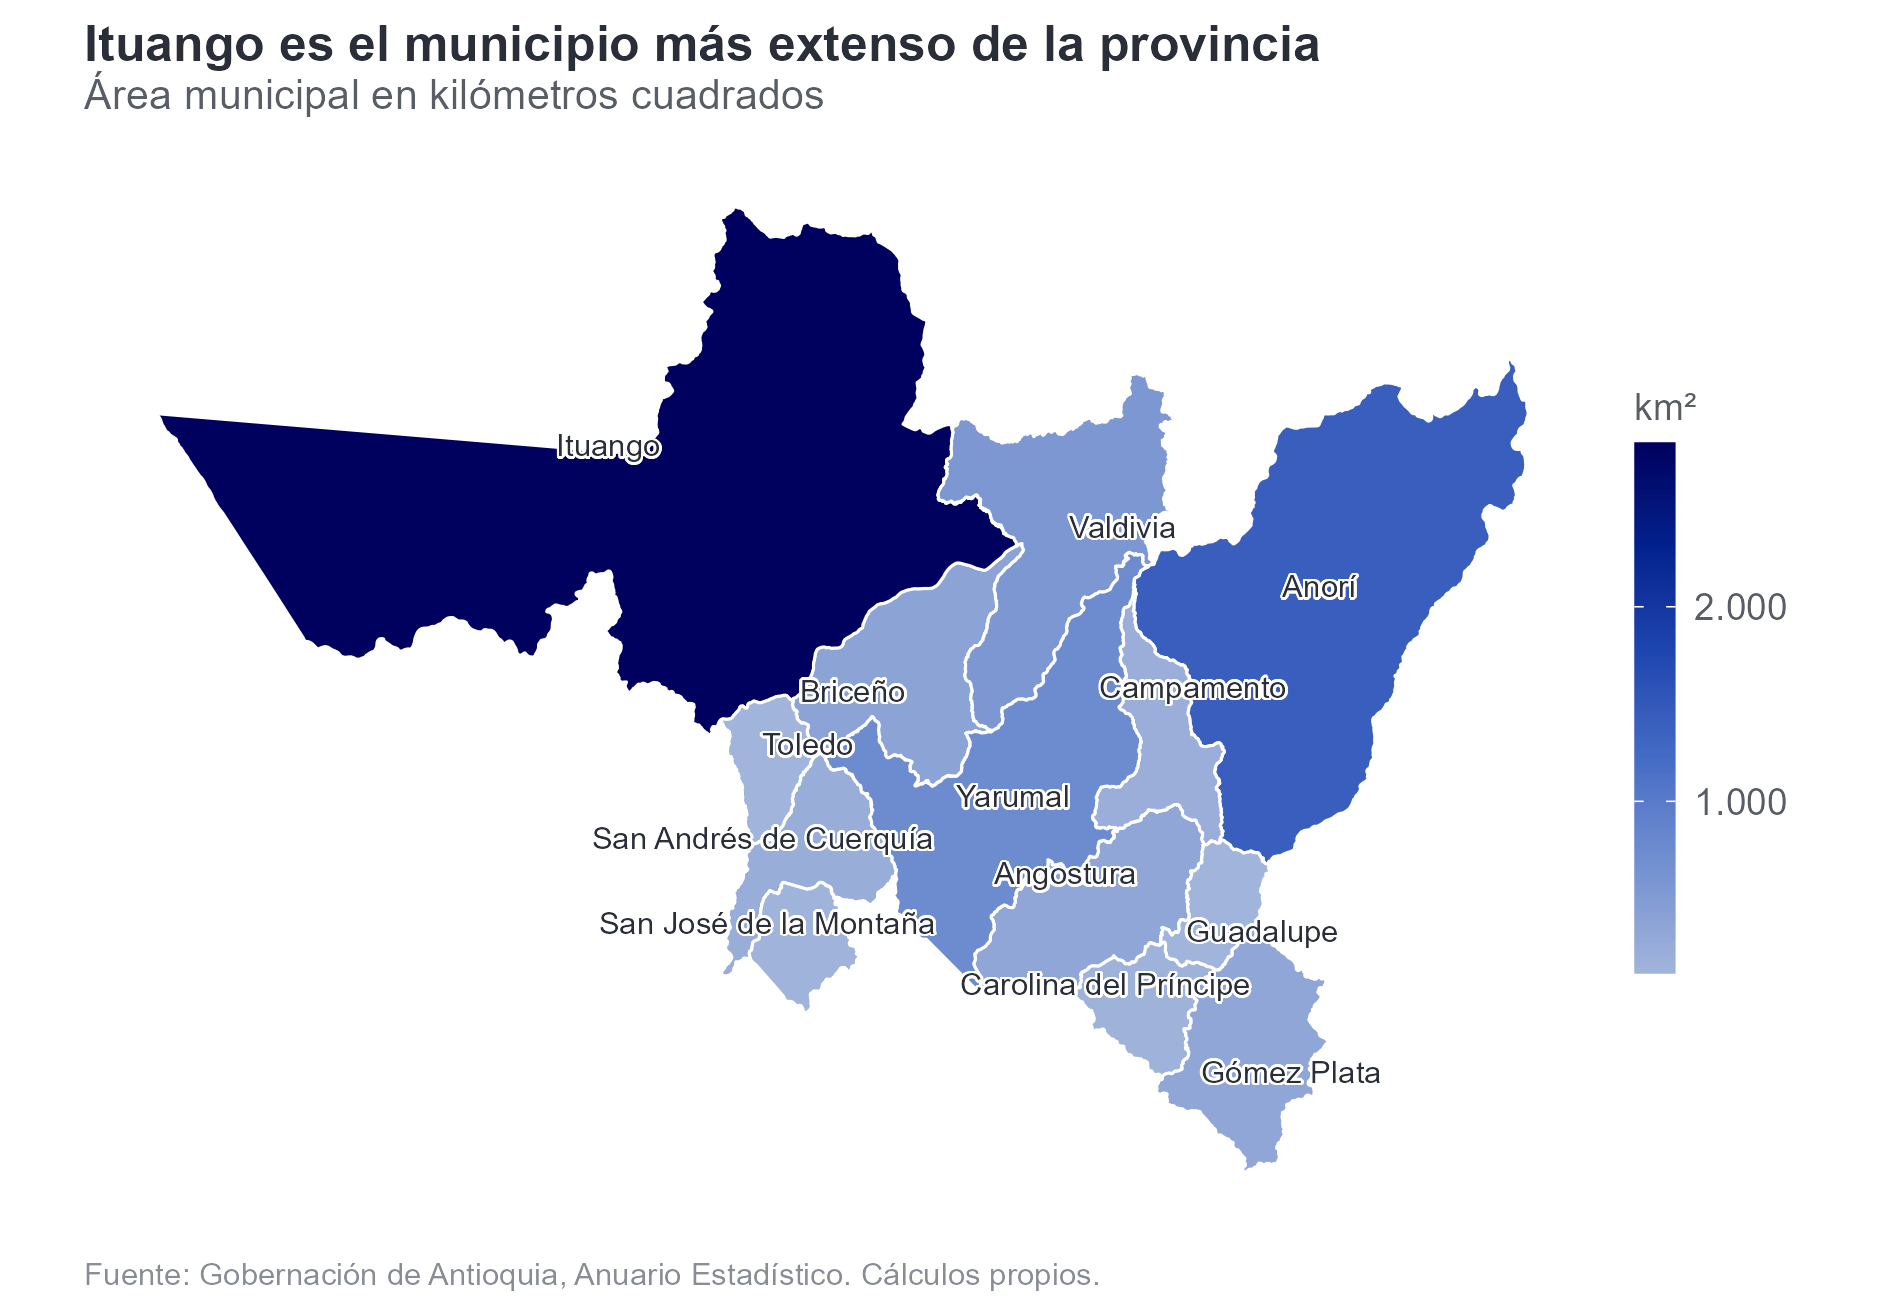 Ituango es el municipio más extenso de la provincia
Área municipal en kilómetros cuadrados
Ituango
km²
Valdivia
Anorí
2.000
Briceño
Campamento
Toledo
Yarumal
1.000
San Andrés de Cuerquía
Angostura
San José de la Montaña
Guadalupe
Carolina del Príncipe
Gómez Plata
Fuente: Gobernación de Antioquia, Anuario Estadístico. Cálculos propios.